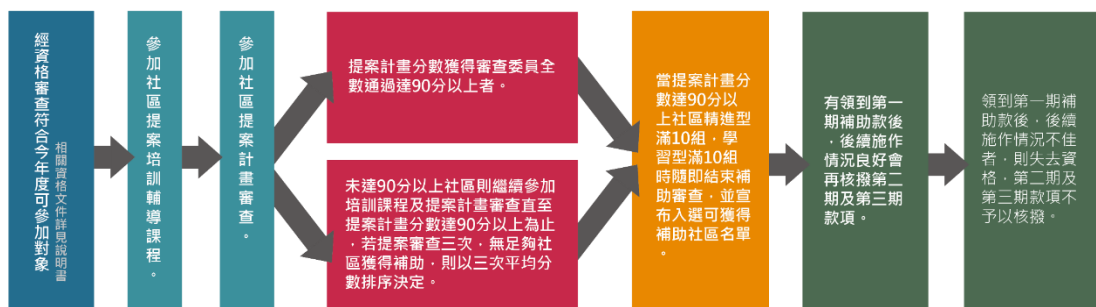 經資格審查符合今年度可參加對象
相關資格文件詳見說明書
參加社區提案培訓輔導課程。
參加社區提案計畫審查。
提案計畫分數獲得審查委員全
數通過達90分以上者。
未達90分以上社區則繼續參加
培訓課程及提案計畫審查直至
提案計畫分數達90分以上為止
，若提案審查三次，無足夠社
區獲得補助，則以三次平均分
數排序決定。
當提案計畫分
數達90分以
上社區精進型
滿10組，學
習型滿10組
時隨即結束補
助審查，並宣
布入選可獲得
補助社區名單
。
有領到第一
期補助款後
，後續施作
情況良好會
再核撥第二
期及第三期
款項。
領到第一期補
助款後，後續
施作情況不佳
者，則失去資
格，第二期及
第三期款項不
予以核撥。